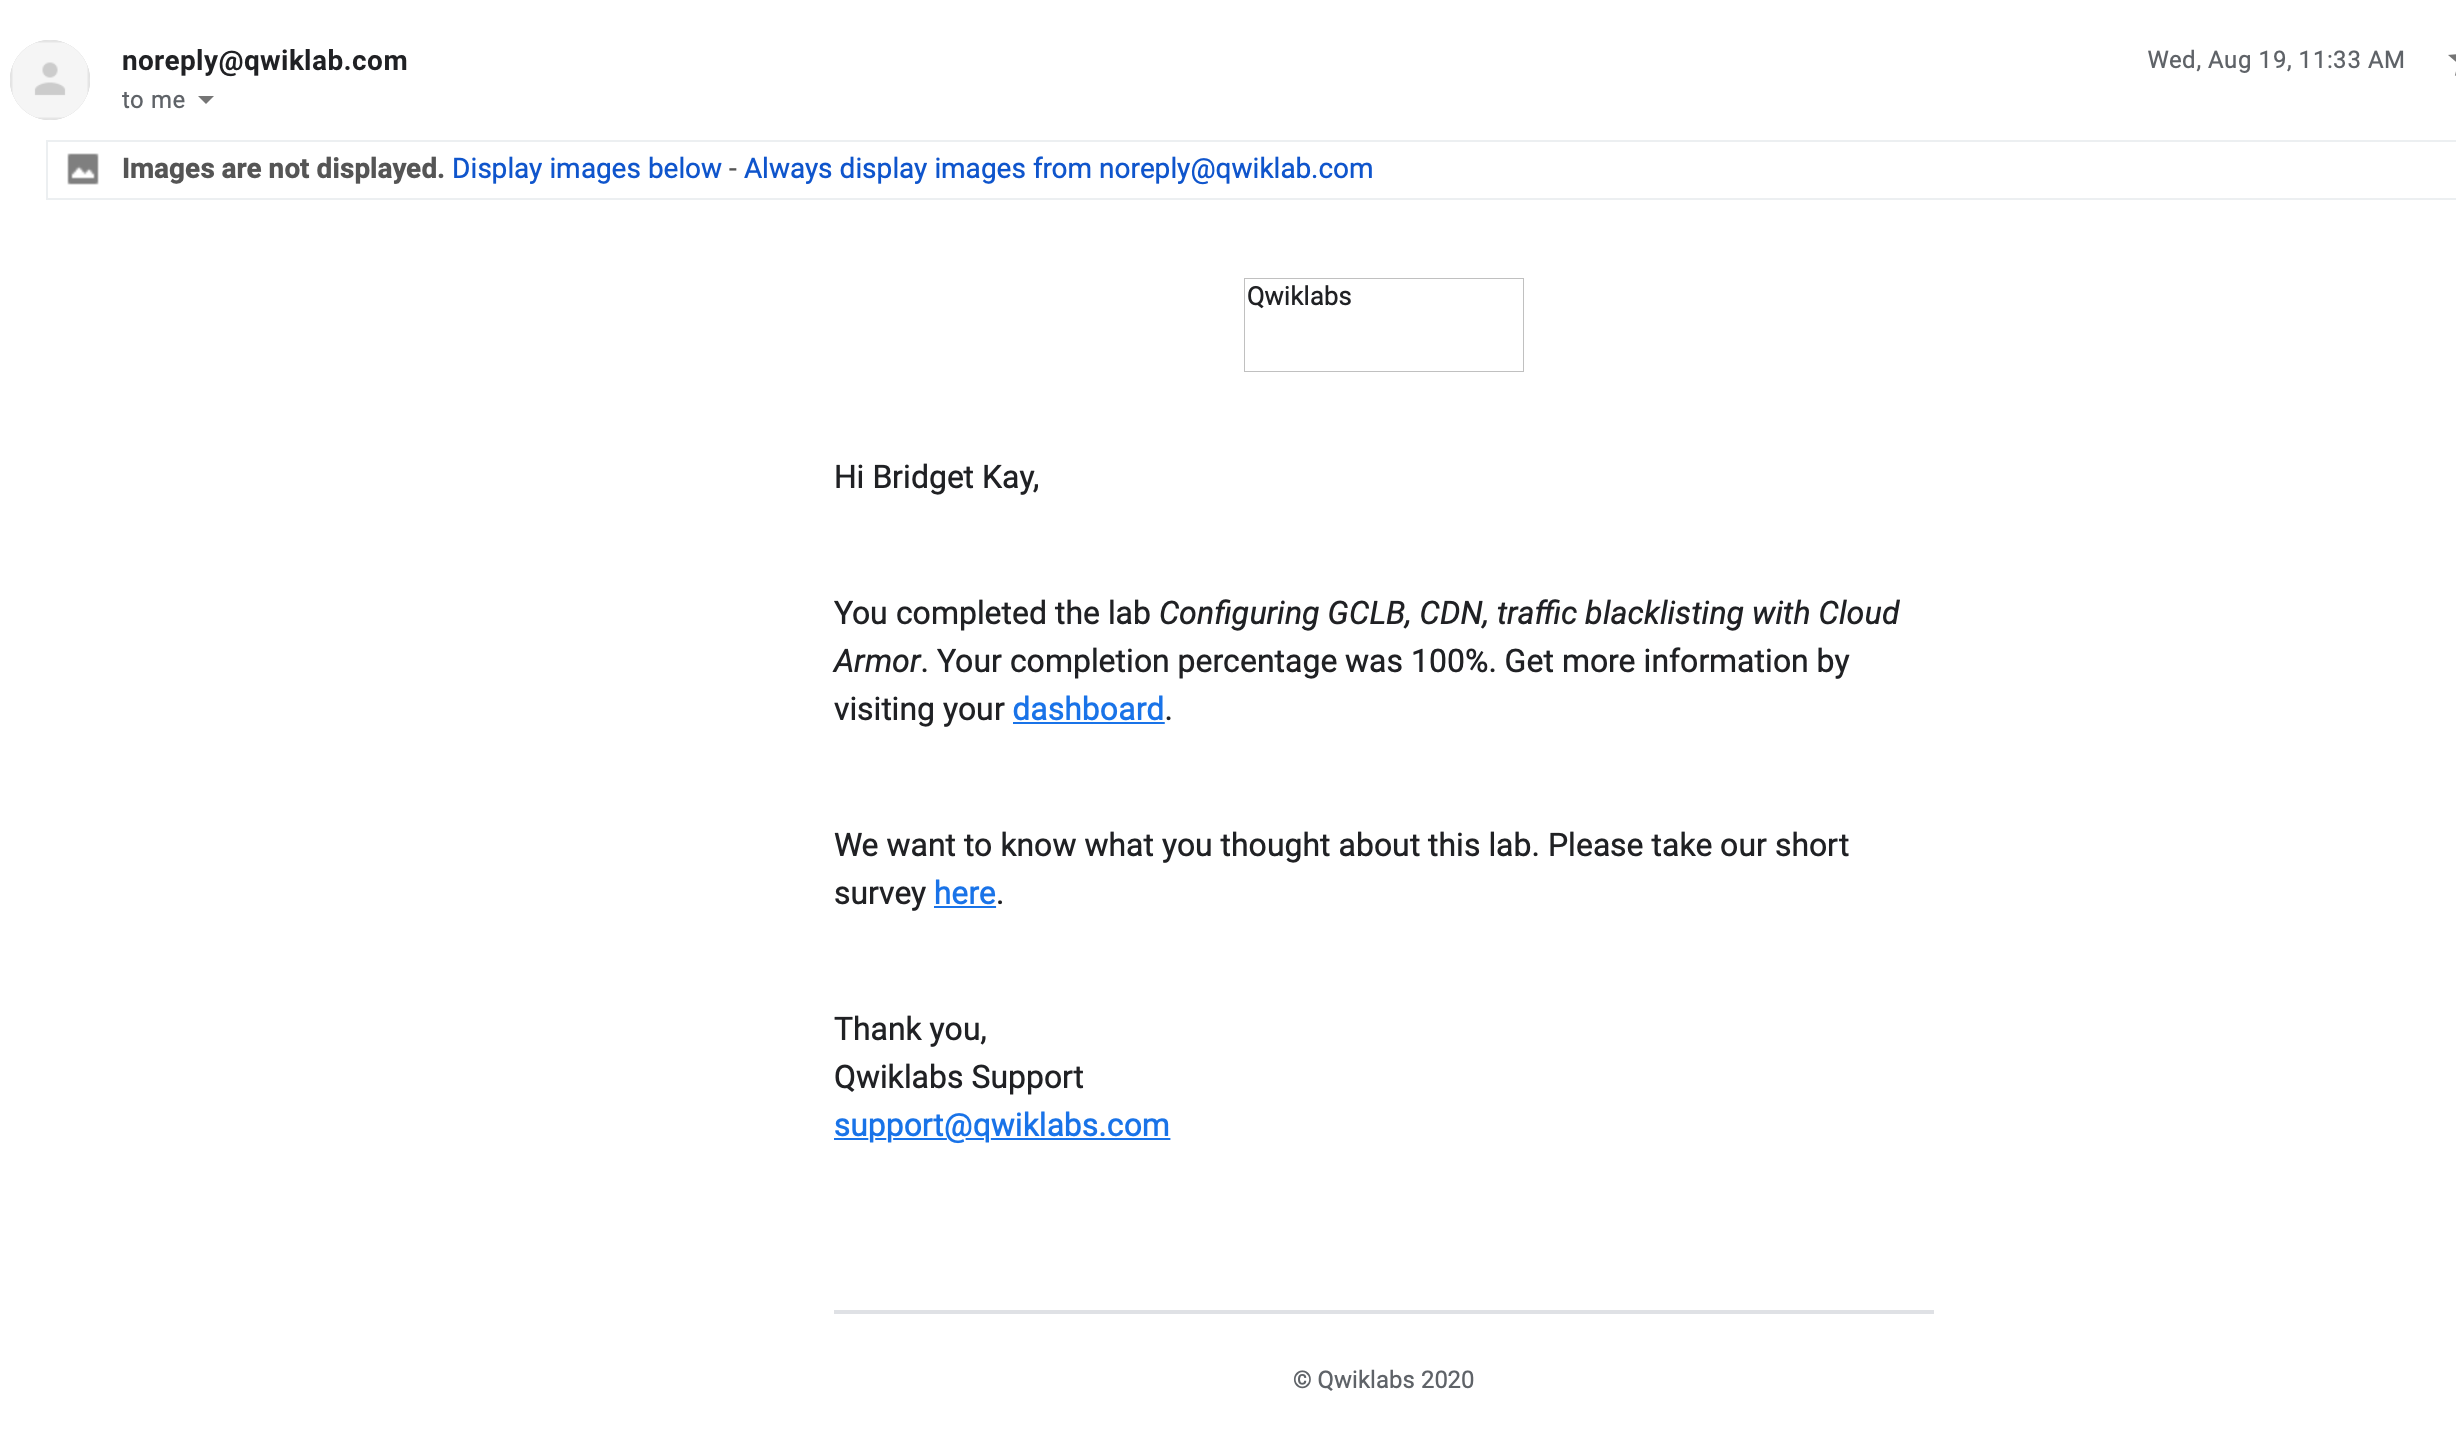 noreply@qwiklab.com
Wed, Aug 19, 11:33 AM
to me
Images are not displayed. Display images below - Always display images from noreply@qwiklab.com
Qwiklabs
Hi Bridget Kay,
You completed the lab Configuring GCLB, CDN, traffic blacklisting with Cloud
Armor. Your completion percentage was 100%. Get more information by
visiting your dashboard.
We want to know what you thought about this lab. Please take our short
survey here.
Thank you,
Qwiklabs Support
support@qwiklabs.com
© Qwiklabs 2020